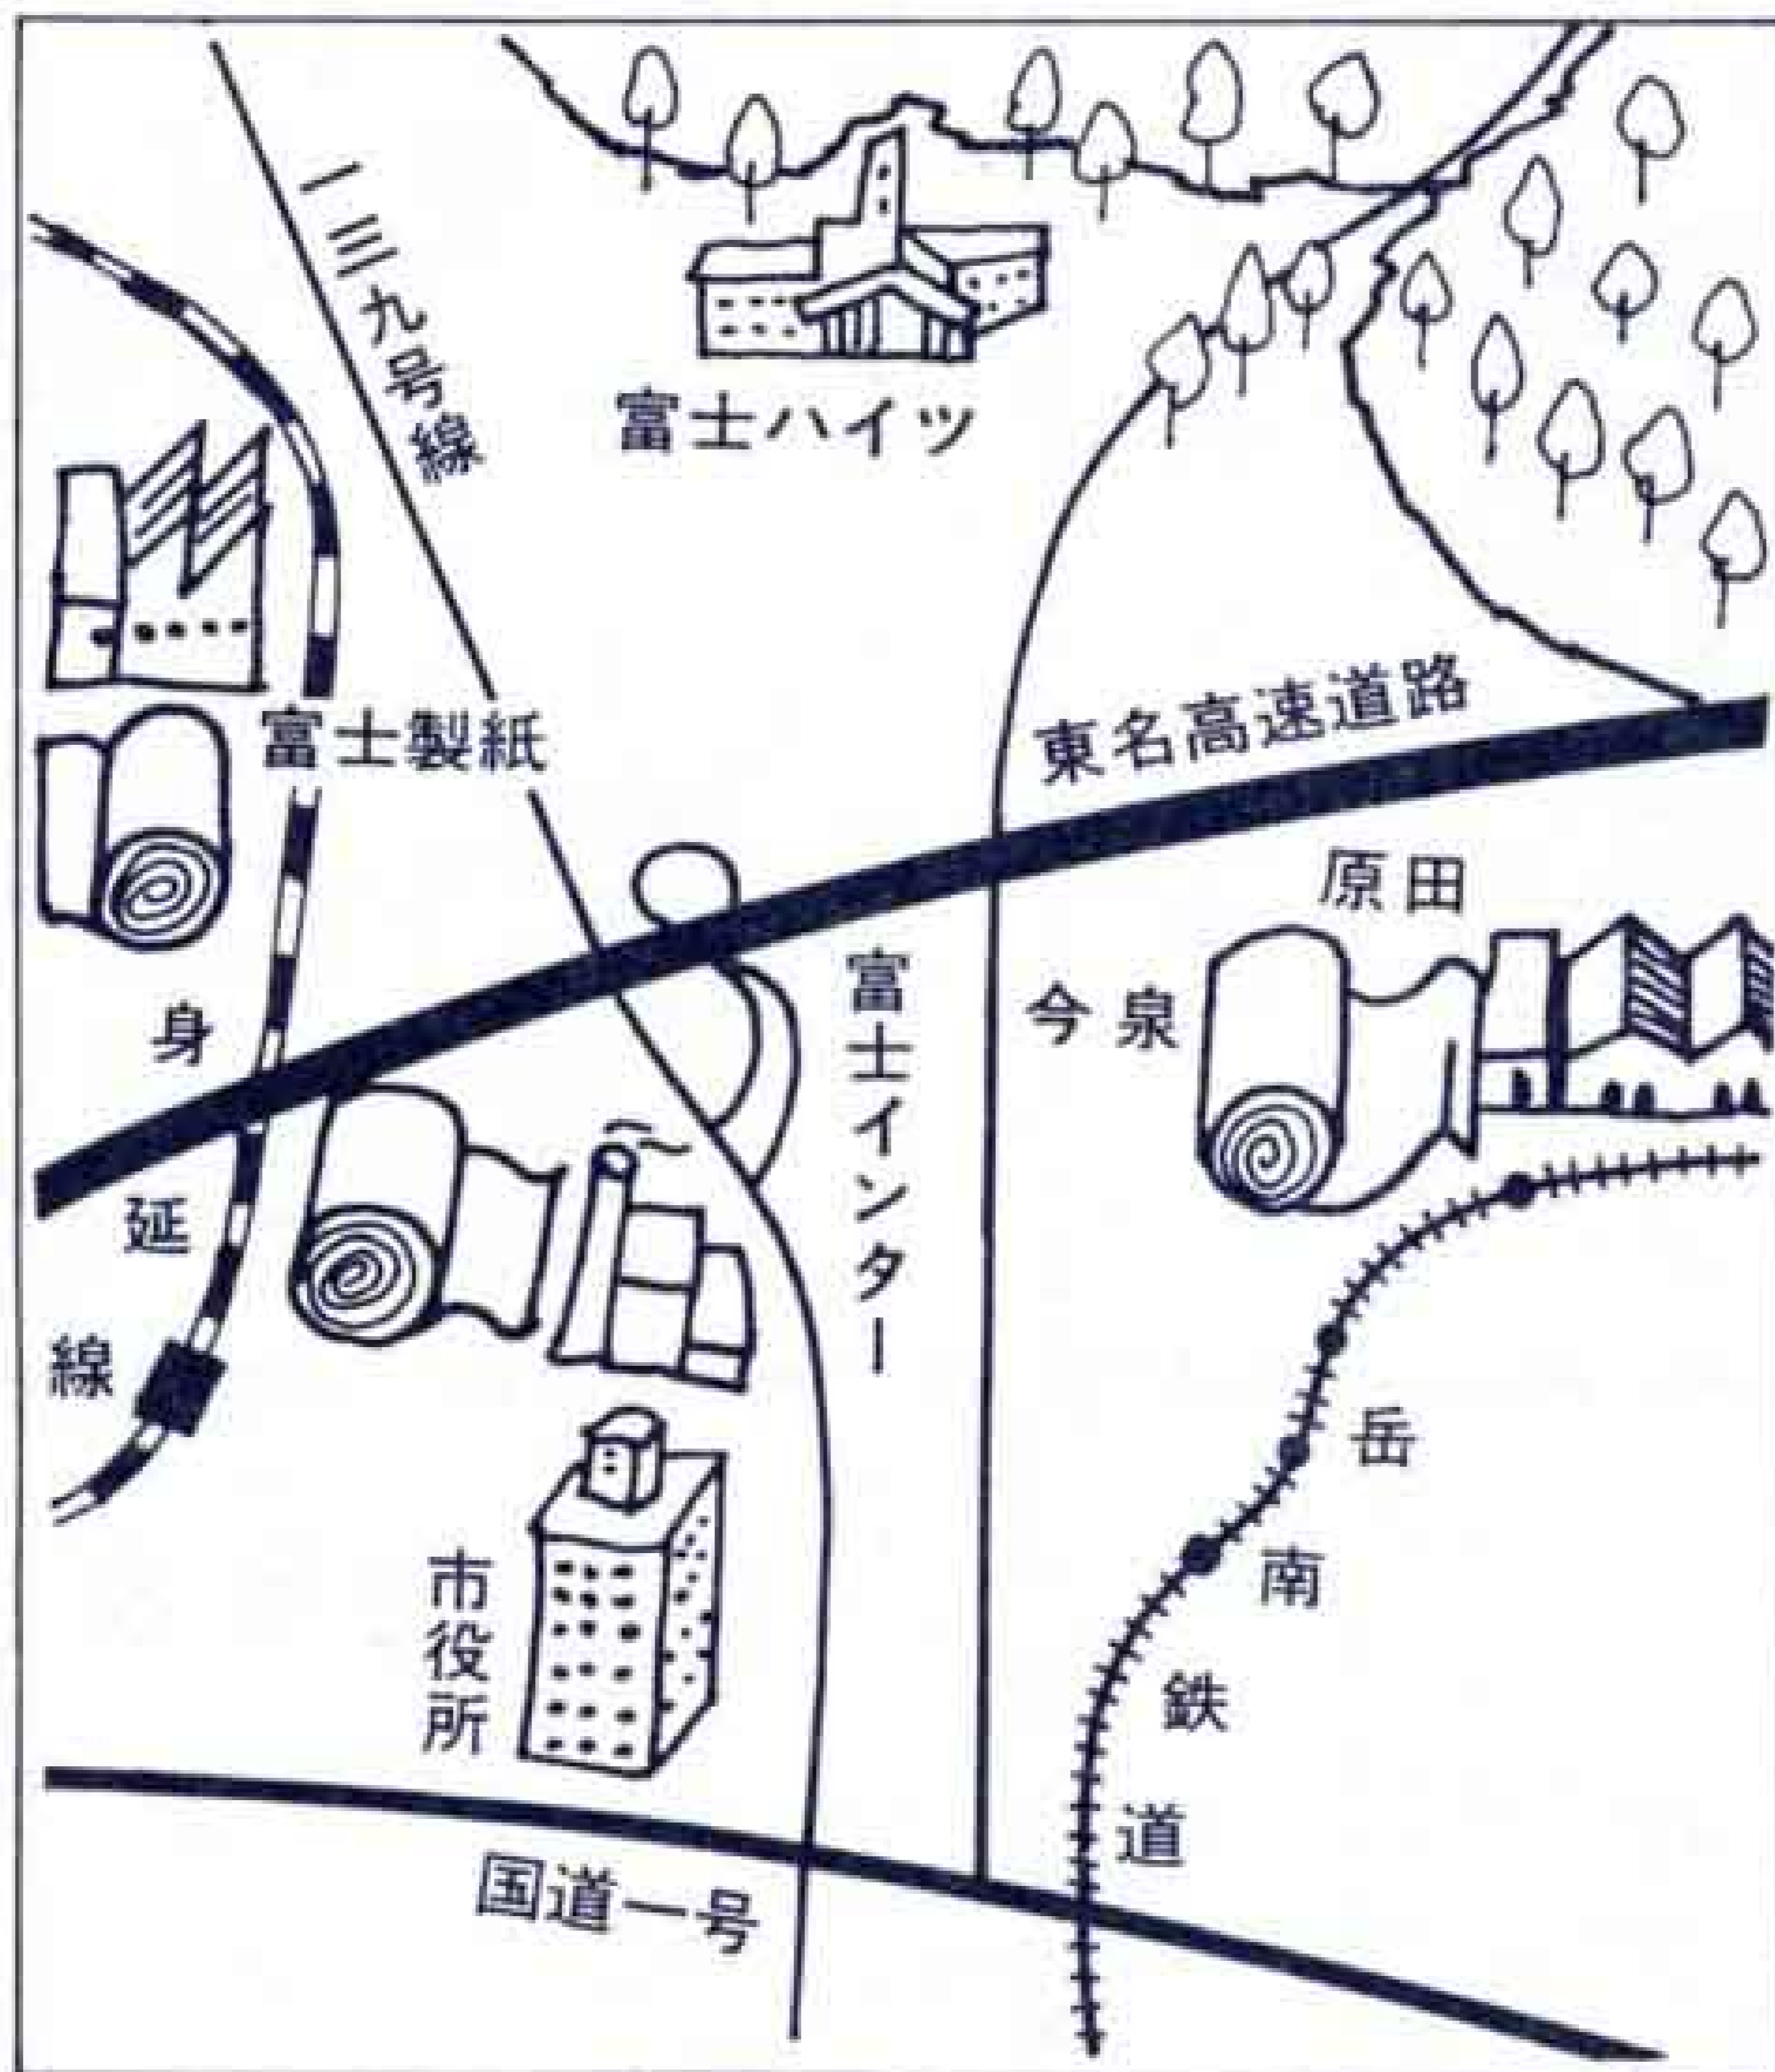 一三九号線
富士ハイツ
富士製紙
東名高速道路
原田
今泉
富士インター
身延線
岳南鉄道
市役所
国道一号